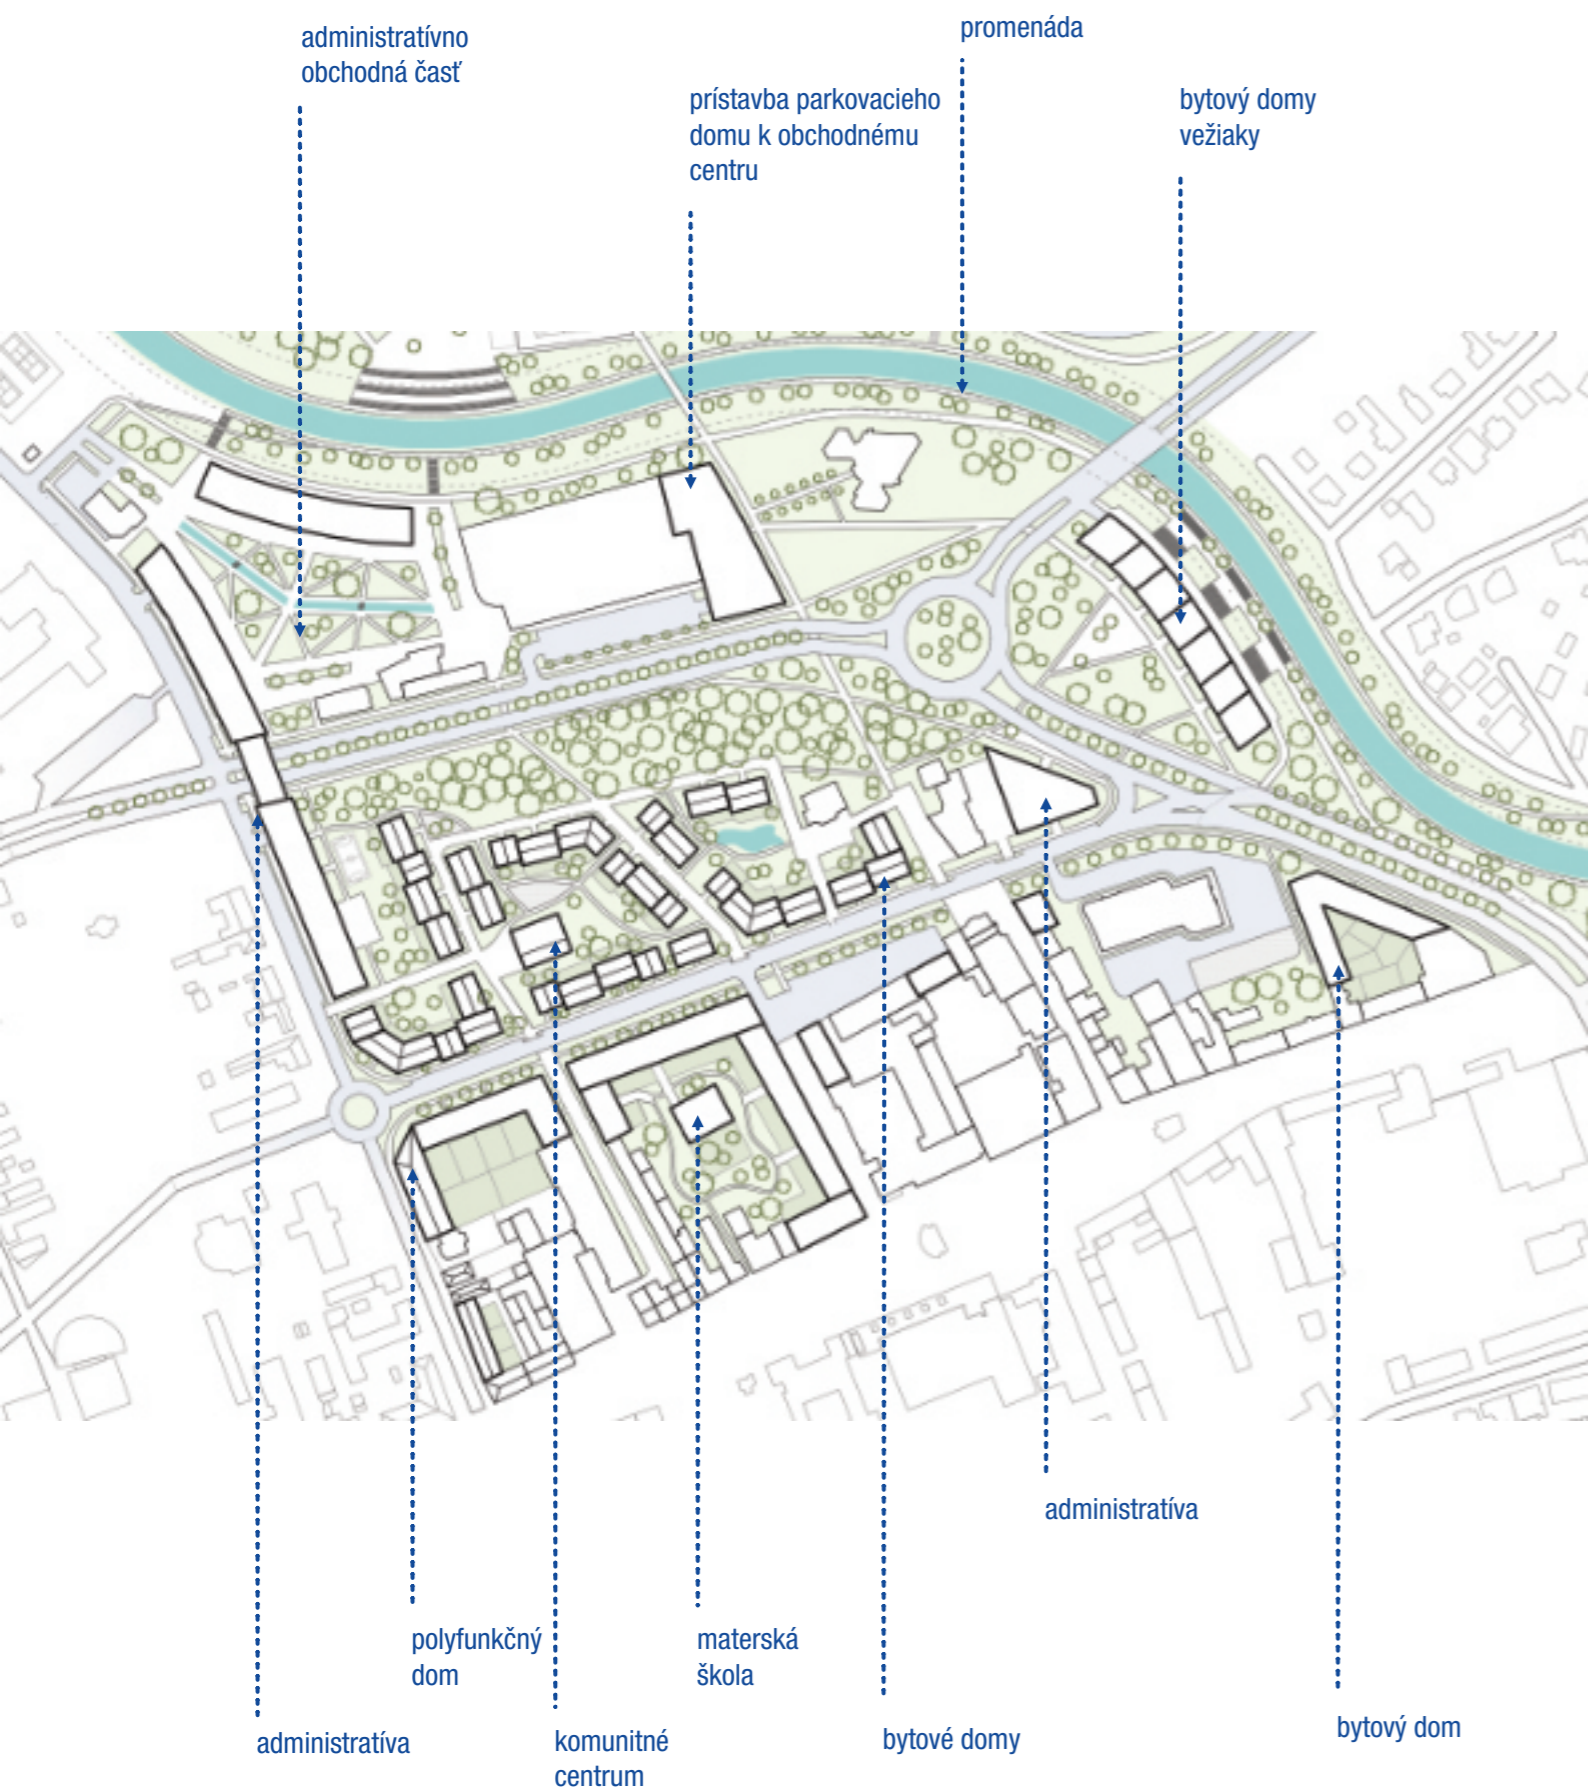 administratívno
obchodná časť
promenáda
prístavba parkovacieho
domu k obchodnému
centru
bytový domy
vežiaky
administratíva
polyfunkčný
dom
materská
škola
administratíva
komunitné
centrum
bytové domy
bytový dom